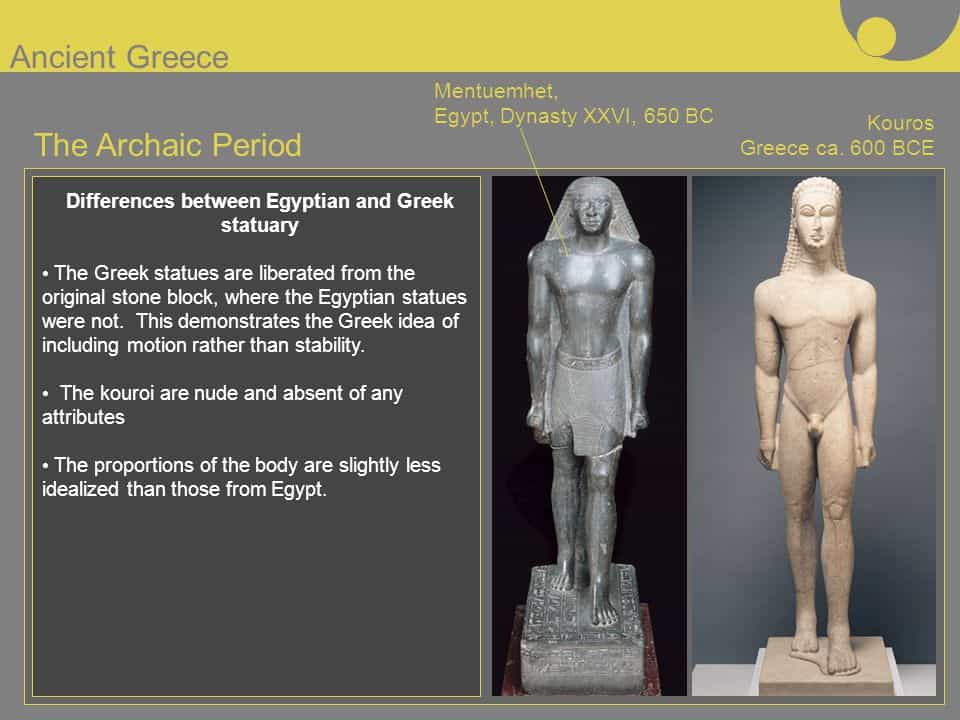 Ancient Greece
Mentuemhet,
Egypt, Dynasty XXVI, 650 BC
Kouros
Greece ca. 600 BCE
The Archaic Period
Differences between Egyptian and Greek
statuary
• The Greek statues are liberated from the
original stone block, where the Egyptian statues
were not.  This demonstrates the Greek idea of
including motion rather than stability.
•  The kouroi are nude and absent of any
attributes
• The proportions of the body are slightly less
idealized than those from Egypt.